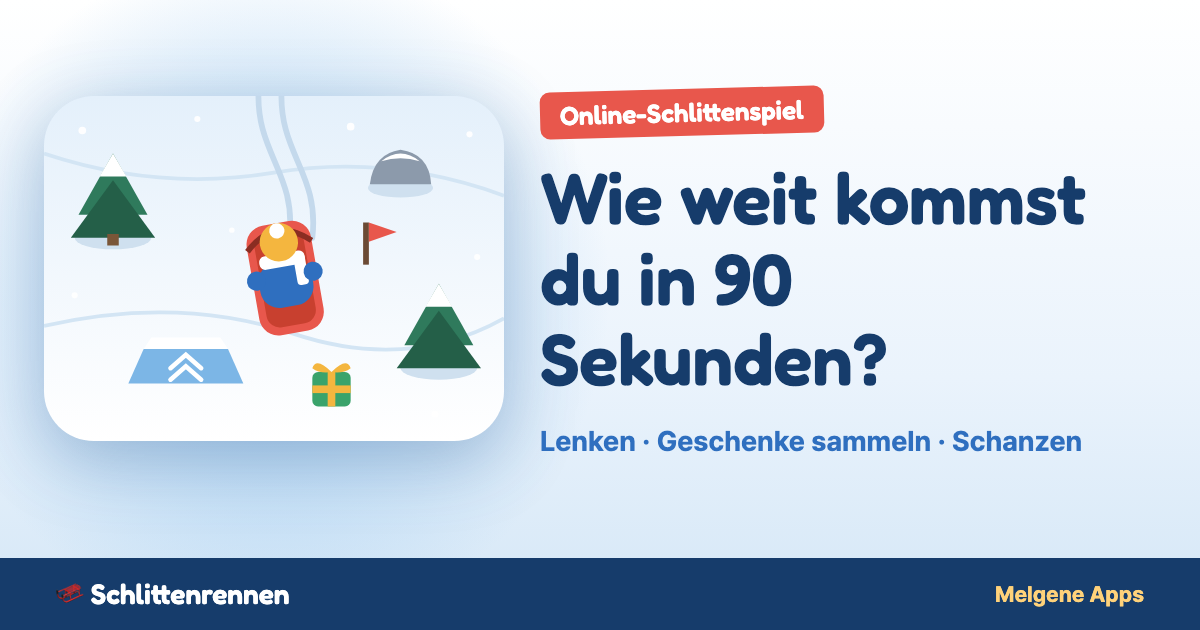 Online-Schlittenspiel
Wie weit kommst
du in 90
Sekunden?
Lenken · Geschenke sammeln · Schanzen
Schlittenrennen
Melgene Apps